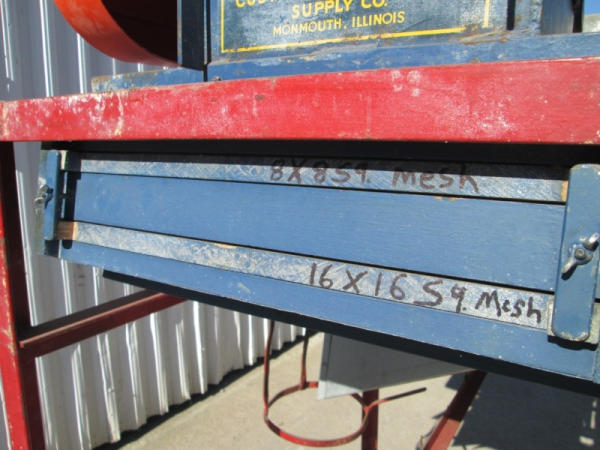 SUPPLY CO.
MONMOUTH, ILLINOIS
8X8 Sq. mesh
16X16 Sq. Mesh